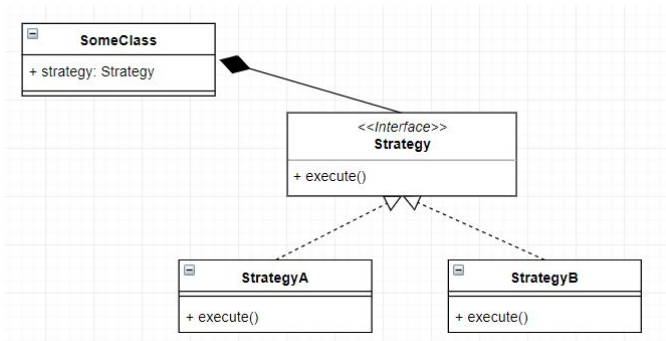 SomeClass
+ strategy: Strategy
<<Interface>>
Strategy
+ execute()
StrategyA
+ execute()
StrategyB
+ execute()